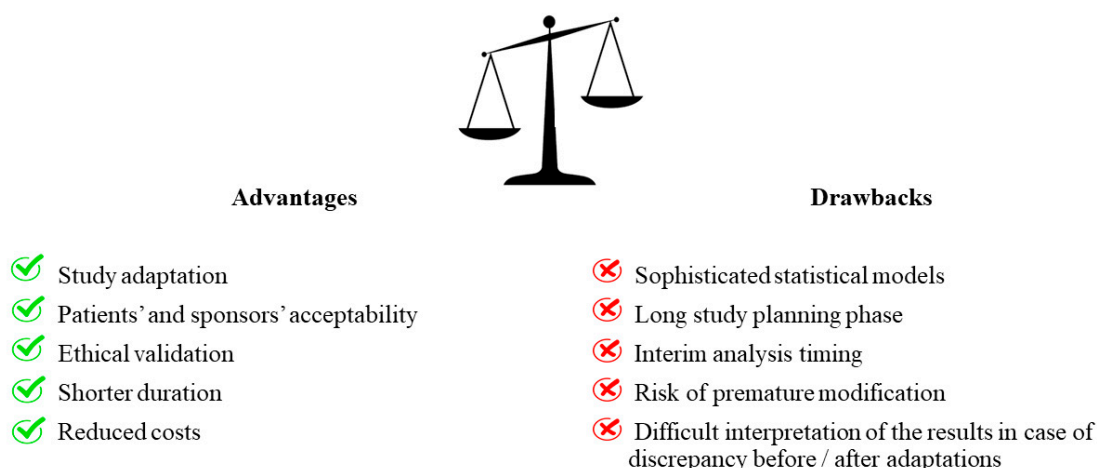 Advantages
Study adaptation
Patients’ and sponsors’ acceptability
Ethical validation
Shorter duration
Reduced costs
Drawbacks
Sophisticated statistical models
Long study planning phase
Interim analysis timing
Risk of premature modification
Difficult interpretation of the results in case of
discrepancy before / after adaptations